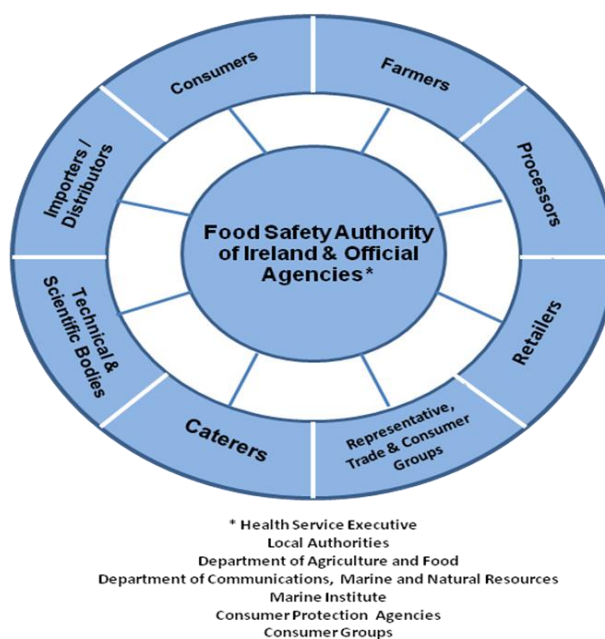 Consumers
Farmers
Importers /
Distributors
Processors
Food Safety Authority
of Ireland & Official
Agencies*
Technical &
Scientific Bodies
Retailers
Caterers
Representative,
Trade & Consumer
Groups
* Health Service Executive
Local Authorities
Department of Agriculture and Food
Department of Communications, Marine and Natural Resources
Marine Institute
Consumer Protection Agencies
Consumer Groups